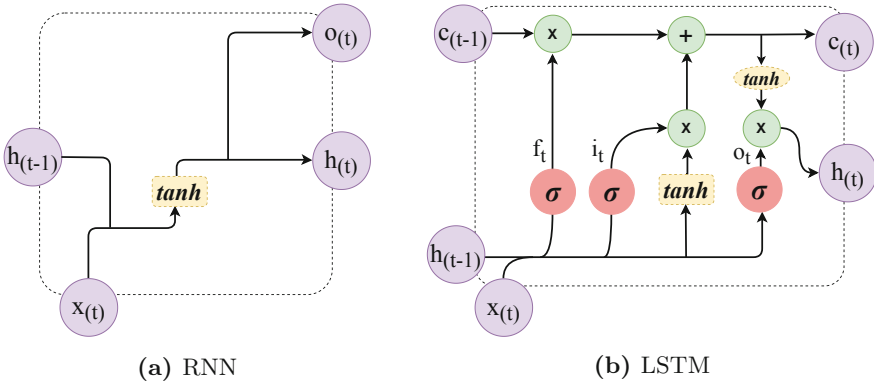 o(t)
h(t-1)
h(t)
tanh
x(t)
(a) RNN
c(t-1)
x
+
c(t)
tanh
x
x
ft
it
ot
h(t)
σ
σ
tanh
σ
h(t-1)
x(t)
(b) LSTM